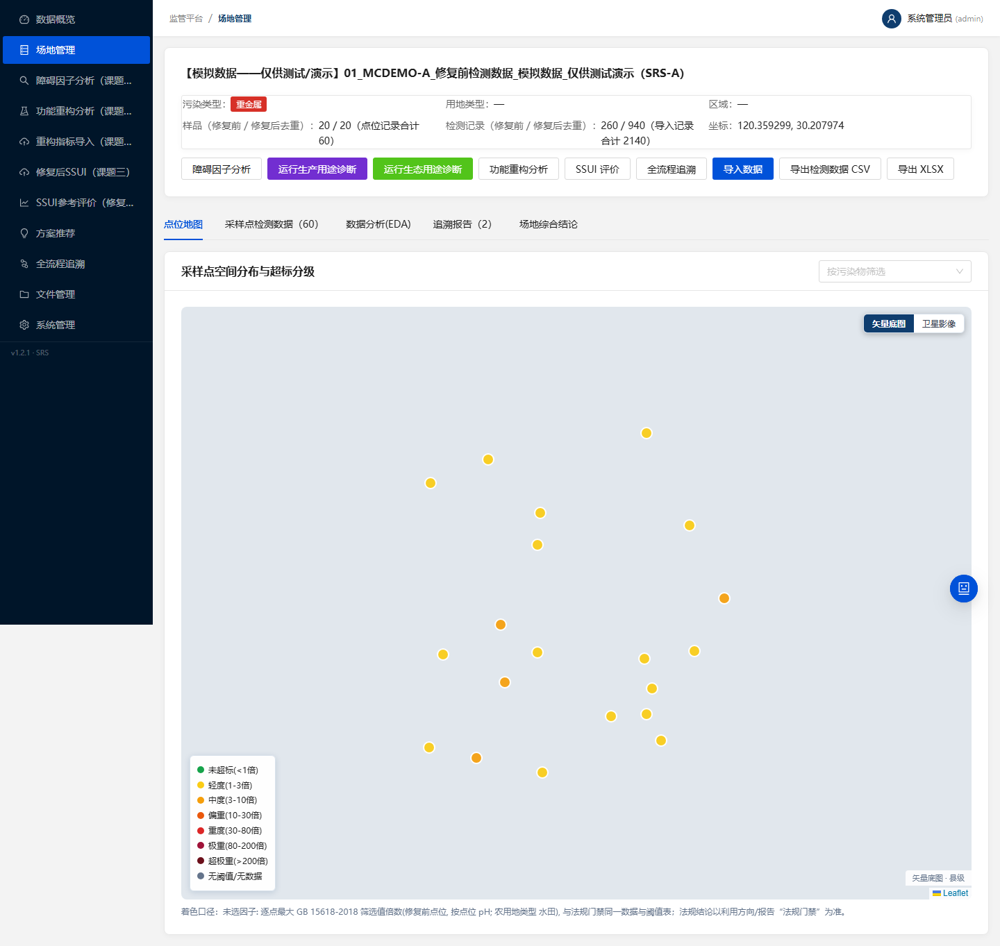 数据概览
场地管理
障碍因子分析（课题...
功能重构分析（课题...
重构指标导入（课题...
修复后SSUI（课题三）
SSUI参考评价（修复...
方案推荐
全流程追溯
文件管理
系统管理
v1.2.1 · SRS
监管平台 / 场地管理
系统管理员 (admin)
【模拟数据——仅供测试/演示】01_MCDEMO-A_修复前检测数据_模拟数据_仅供测试演示（SRS-A）
污染类型： 重金属 用地类型： — 区域： —
样品（修复前 / 修复后去重）： 20 / 20（点位记录合计 60） 检测记录（修复前 / 修复后去重）： 260 / 940（导入记录合计 2140） 坐标： 120.359299, 30.207974
障碍因子分析 运行生产用途诊断 运行生态用途诊断 功能重构分析 SSUI 评价 全流程追溯 导入数据 导出检测数据 CSV 导出 XLSX
点位地图 采样点检测数据（60） 数据分析(EDA) 追溯报告（2） 场地综合结论
采样点空间分布与超标分级
按污染物筛选
矢量底图 卫星影像
未超标(<1倍)
轻度(1-3倍)
中度(3-10倍)
偏重(10-30倍)
重度(30-80倍)
极重(80-200倍)
超极重(>200倍)
无阈值/无数据
矢量底图 · 县级
Leaflet
着色口径：未选因子: 逐点最大 GB 15618-2018 筛选值倍数(修复前点位, 按点位 pH; 农用地类型 水田), 与法规门禁同一数据与阈值表；法规结论以利用方向/报告“法规门禁”为准。